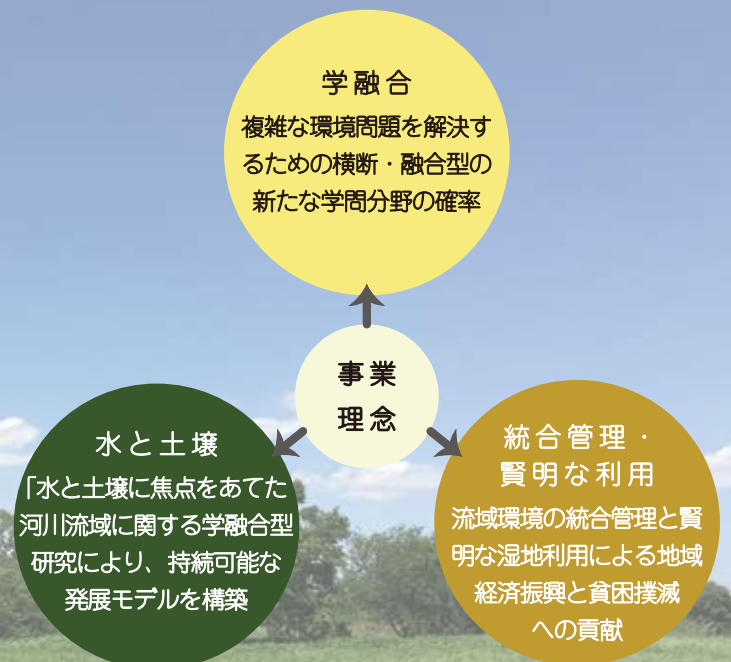 学融合
複雑な環境問題を解決す
るための横断・融合型の
新たな学問分野の確率
事業
理念
水と土壌
「水と土壌に焦点をあてた
河川流域に関する学融合型
研究により、持続可能な
発展モデルを構築
統合管理・
賢明な利用
流域環境の統合管理と賢
明な湿地利用による地域
経済振興と貧困撲滅
への貢献